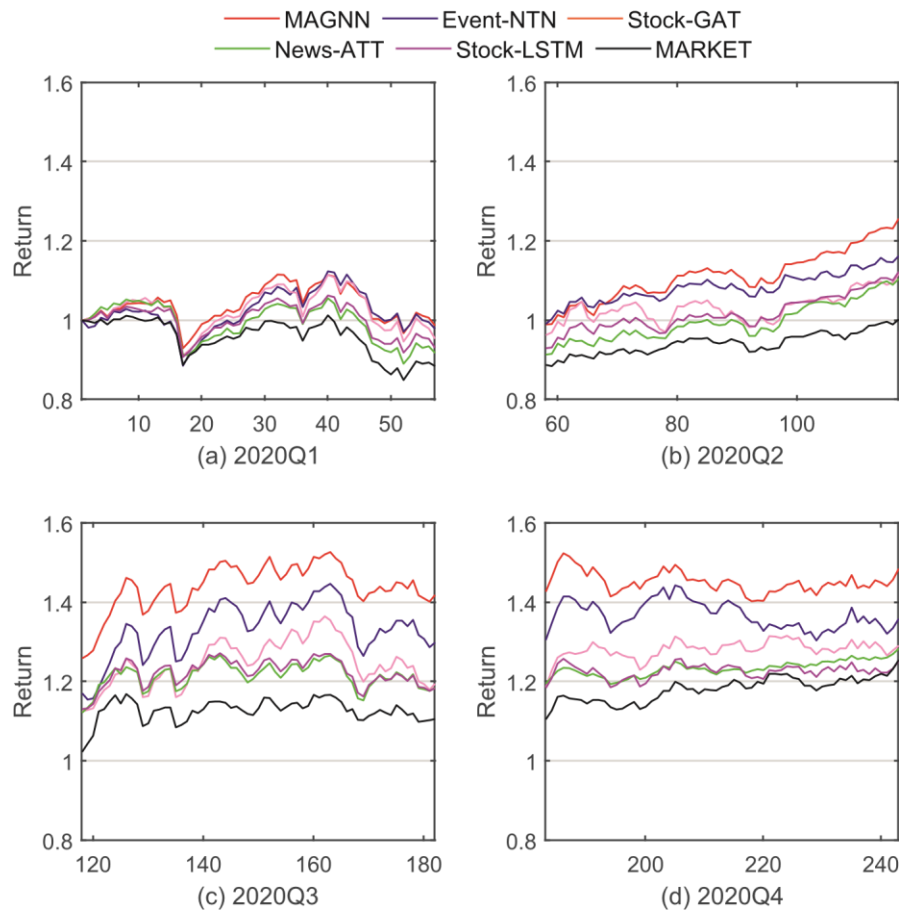 MAGNN Event-NTN Stock-GAT
News-ATT Stock-LSTM MARKET
1.6
1.4
1.2
1
0.8
Return
10 20 30 40 50
(a) 2020Q1
1.6
1.4
1.2
1
0.8
Return
60 80 100
(b) 2020Q2
1.6
1.4
1.2
1
0.8
Return
120 140 160 180
(c) 2020Q3
1.6
1.4
1.2
1
0.8
Return
200 220 240
(d) 2020Q4